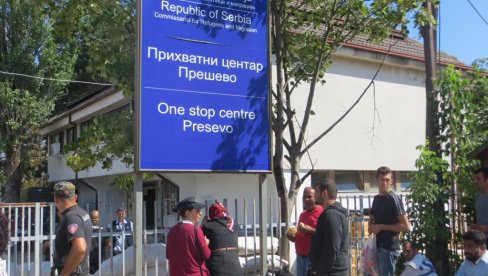 Republic of Serbia
Commissariat for Refugees and Migration
Прихватни центар
Прешево
One stop centre
Presevo